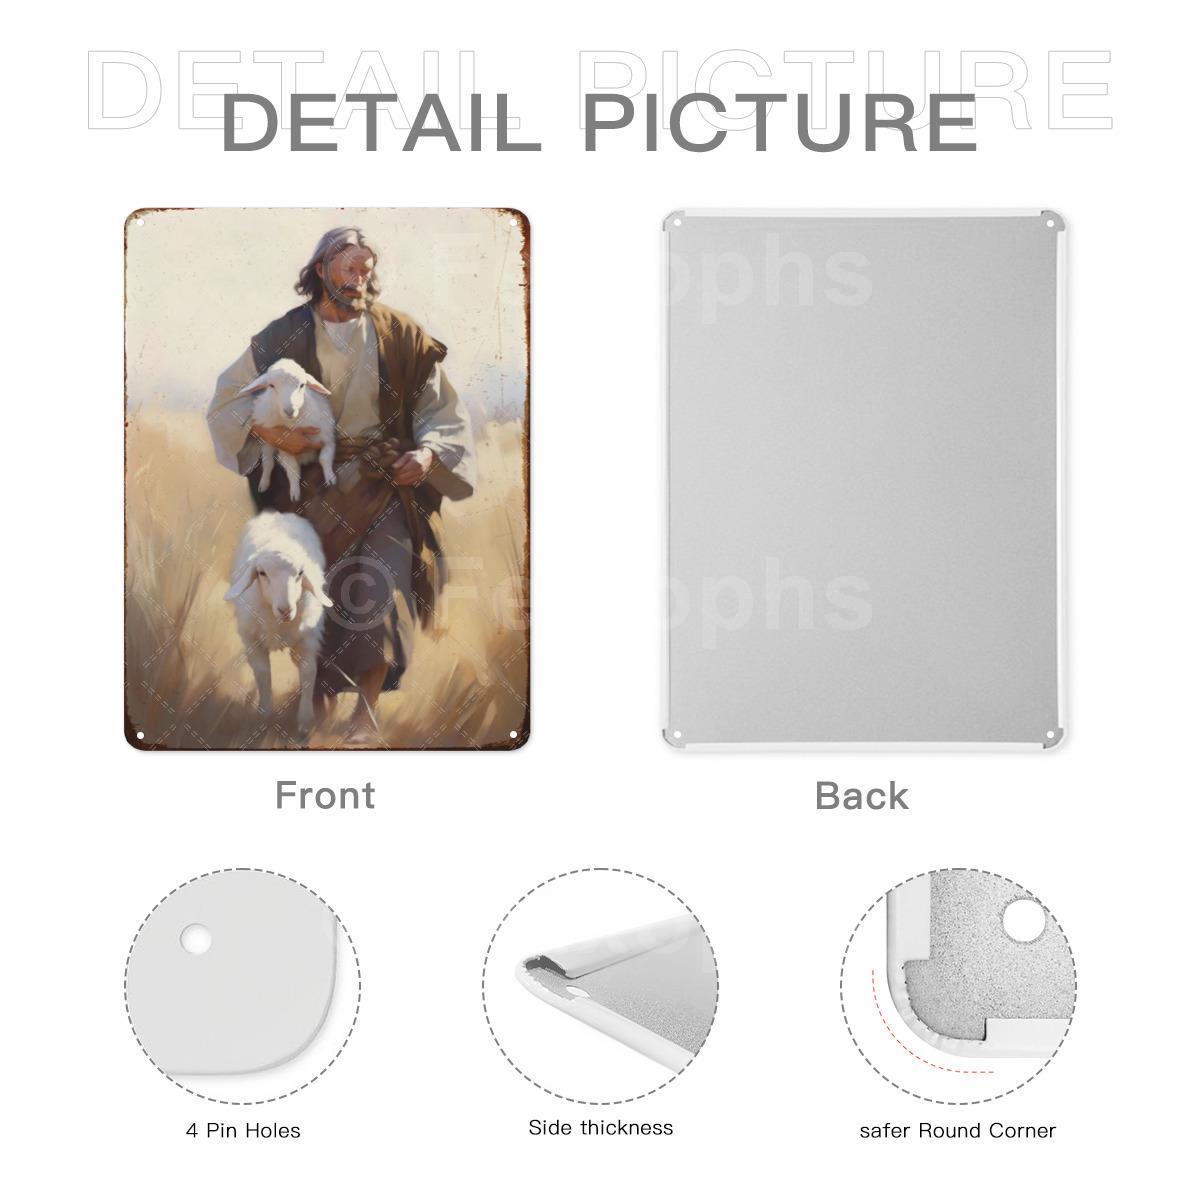 DETAIL PICTURE
DETAIL PICTURE
Front
Back
4 Pin Holes
Side thickness
safer Round Corner